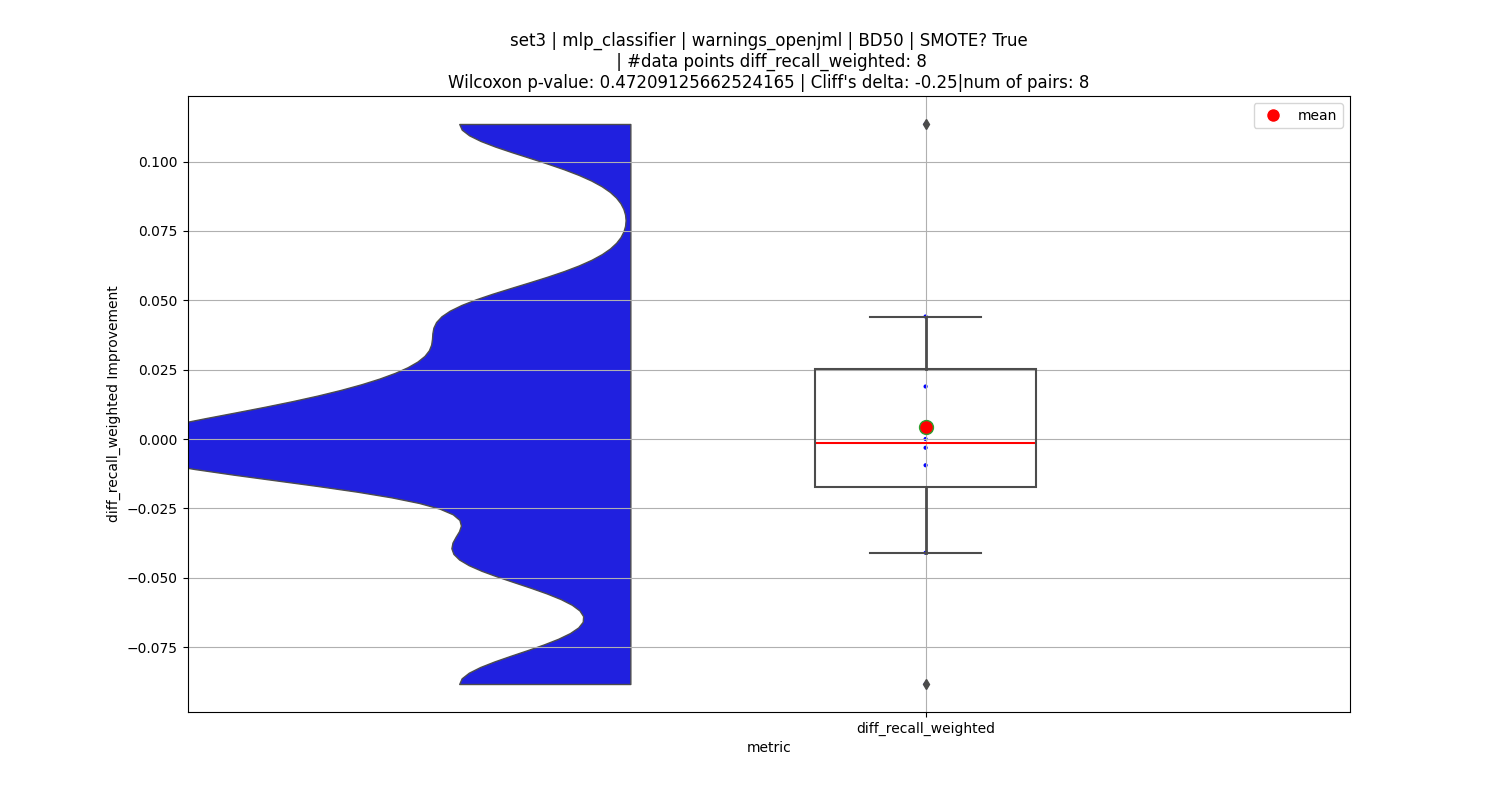 set3 | mlp_classifier | warnings_openjml | BD50 | SMOTE? True
| #data points diff_recall_weighted: 8
Wilcoxon p-value: 0.47209125662524165 | Cliff's delta: -0.25|num of pairs: 8
mean
0.100
0.075
0.050
0.025
0.000
−0.025
−0.050
−0.075
diff_recall_weighted Improvement
diff_recall_weighted
metric